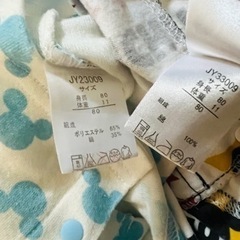 JY23009
サイズ
身長 80
体重 11
80
組成
ポリエステル 65%
綿 35%
JY33009
サイズ
身長 80
体重 11
80
組成
綿 100%